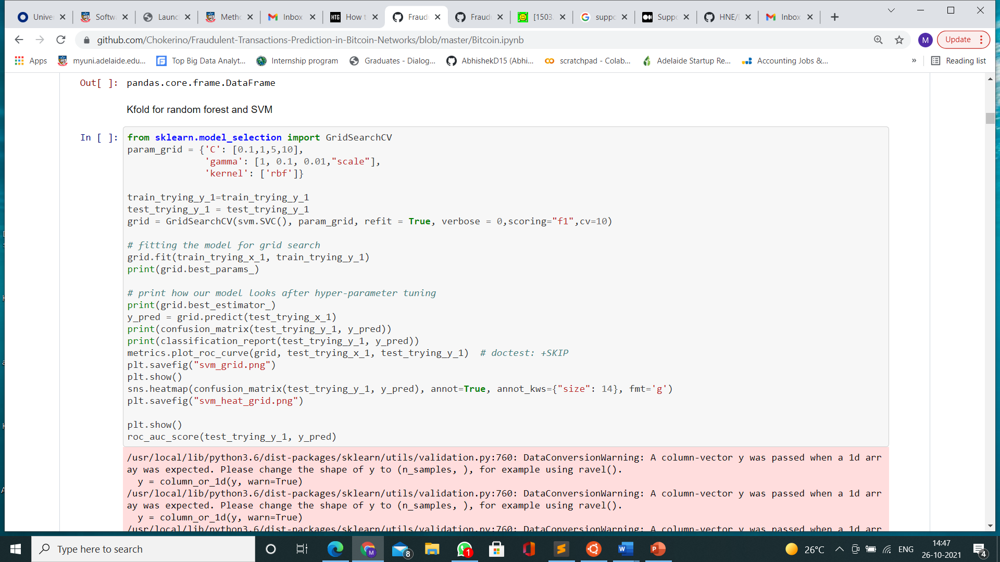 Unive
Softw
Launc
Metho
Inbox
HTG How t
Fraud
Fraud
[1503.
suppo
Suppo
HNE/
Inbox
github.com/Chokerino/Fraudulent-Transactions-Prediction-in-Bitcoin-Networks/blob/master/Bitcoin.ipynb
M
Update
Apps
myuni.adelaide.edu...
Top Big Data Analyt...
Internship program
Graduates - Dialog...
AbhishekD15 (Abhi...
scratchpad - Colab...
Adelaide Startup Re...
Accounting Jobs &...
»
Reading list
Out[ ]: pandas.core.frame.DataFrame
Kfold for random forest and SVM
In [ ]: from sklearn.model_selection import GridSearchCV
param_grid = {'C': [0.1,1,5,10],
'gamma': [1, 0.1, 0.01,"scale"],
'kernel': ['rbf']}
train_trying_y_1=train_trying_y_1
test_trying_y_1 = test_trying_y_1
grid = GridSearchCV(svm.SVC(), param_grid, refit = True, verbose = 0,scoring="f1",cv=10)
# fitting the model for grid search
grid.fit(train_trying_x_1, train_trying_y_1)
print(grid.best_params_)
# print how our model looks after hyper-parameter tuning
print(grid.best_estimator_)
y_pred = grid.predict(test_trying_x_1)
print(confusion_matrix(test_trying_y_1, y_pred))
print(classification_report(test_trying_y_1, y_pred))
metrics.plot_roc_curve(grid, test_trying_x_1, test_trying_y_1)  # doctest: +SKIP
plt.savefig("svm_grid.png")
plt.show()
sns.heatmap(confusion_matrix(test_trying_y_1, y_pred), annot=True, annot_kws={"size": 14}, fmt='g')
plt.savefig("svm_heat_grid.png")
plt.show()
roc_auc_score(test_trying_y_1, y_pred)
/usr/local/lib/python3.6/dist-packages/sklearn/utils/validation.py:760: DataConversionWarning: A column-vector y was passed when a 1d arr
ay was expected. Please change the shape of y to (n_samples, ), for example using ravel().
y = column_or_1d(y, warn=True)
/usr/local/lib/python3.6/dist-packages/sklearn/utils/validation.py:760: DataConversionWarning: A column-vector y was passed when a 1d arr
ay was expected. Please change the shape of y to (n_samples, ), for example using ravel().
y = column_or_1d(y, warn=True)
/usr/local/lib/python3.6/dist-packages/sklearn/utils/validation.py:760: DataConversionWarning: A column-vector y was passed when a 1d arr
Type here to search
M
8
1
W
P
26°C
ENG
14:47
26-10-2021
4